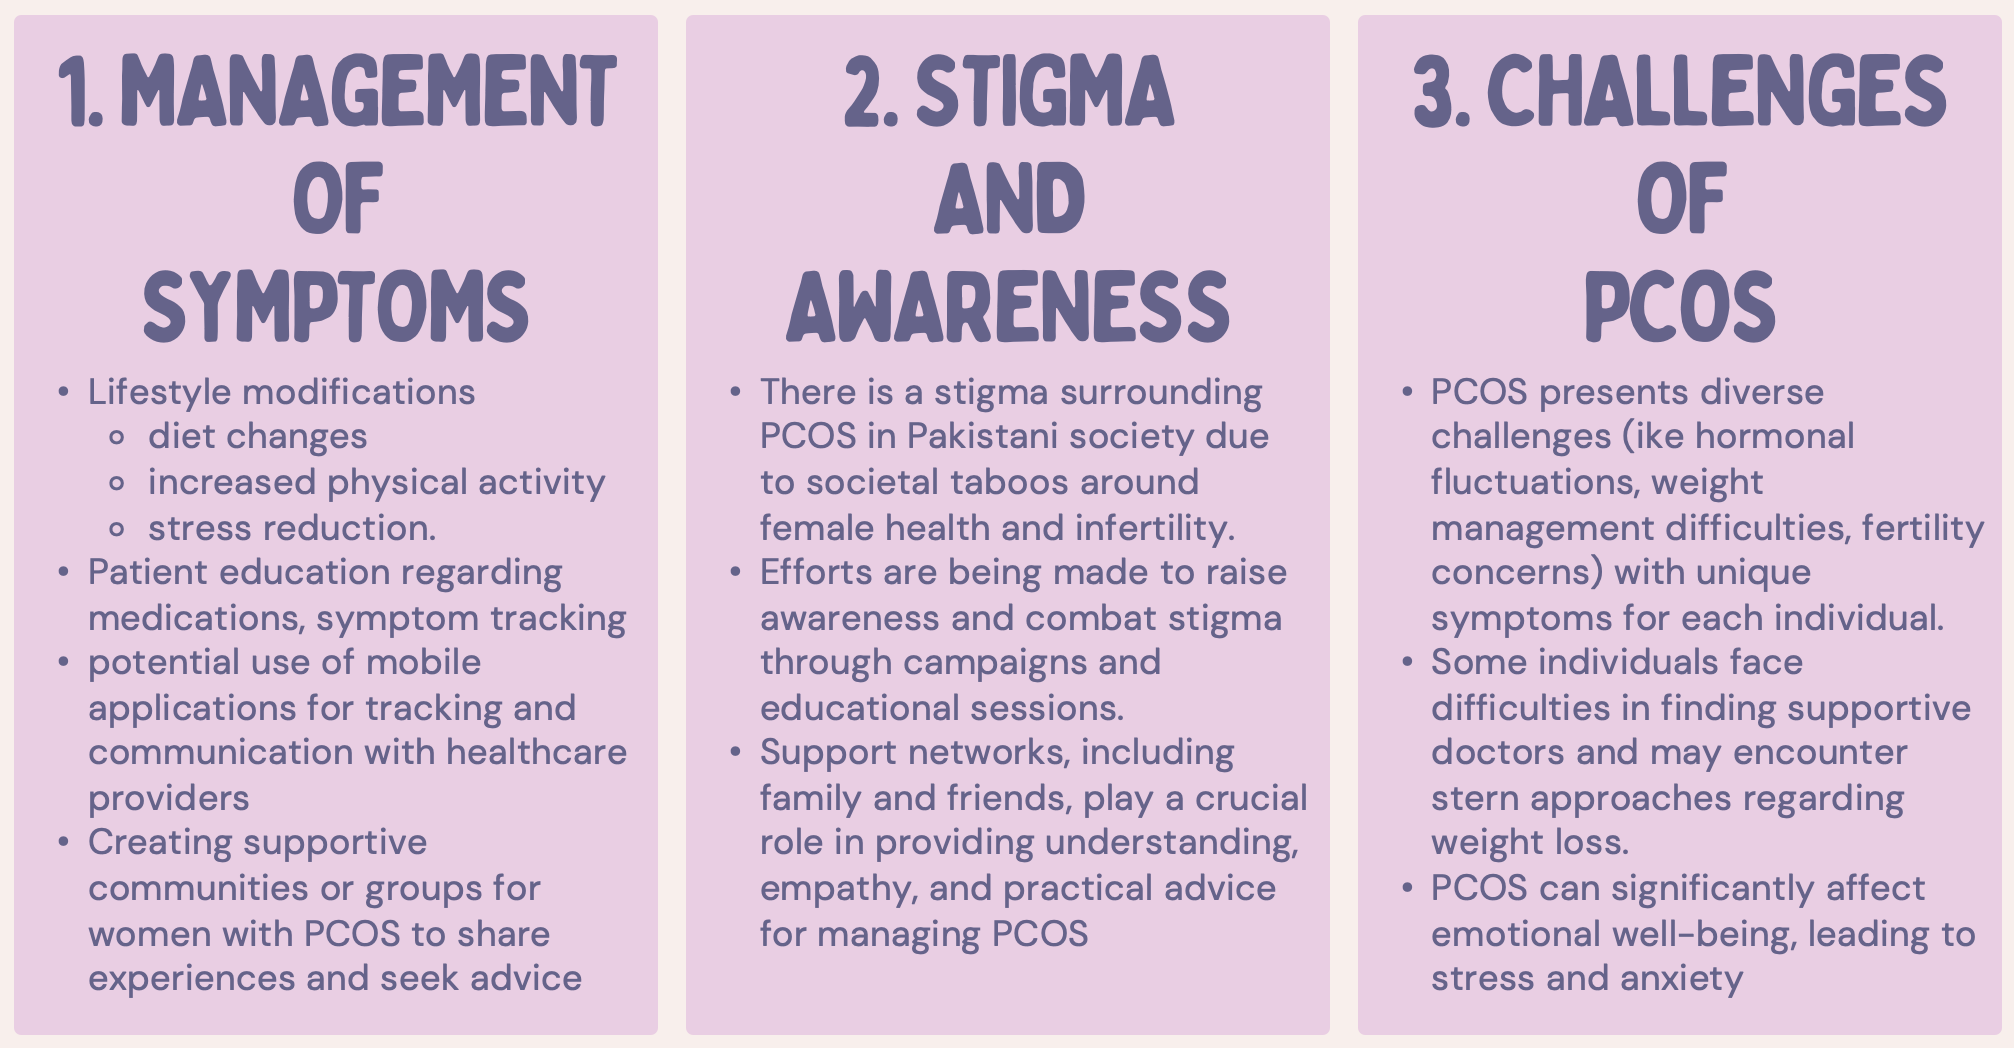 1. MANAGEMENT
OF
SYMPTOMS
• Lifestyle modifications
◦ diet changes
◦ increased physical activity
◦ stress reduction.
• Patient education regarding
medications, symptom tracking
• potential use of mobile
applications for tracking and
communication with healthcare
providers
• Creating supportive
communities or groups for
women with PCOS to share
experiences and seek advice
2. STIGMA
AND
AWARENESS
• There is a stigma surrounding
PCOS in Pakistani society due
to societal taboos around
female health and infertility.
• Efforts are being made to raise
awareness and combat stigma
through campaigns and
educational sessions.
• Support networks, including
family and friends, play a crucial
role in providing understanding,
empathy, and practical advice
for managing PCOS
3. CHALLENGES
OF
PCOS
• PCOS presents diverse
challenges (ike hormonal
fluctuations, weight
management difficulties, fertility
concerns) with unique
symptoms for each individual.
• Some individuals face
difficulties in finding supportive
doctors and may encounter
stern approaches regarding
weight loss.
• PCOS can significantly affect
emotional well-being, leading to
stress and anxiety